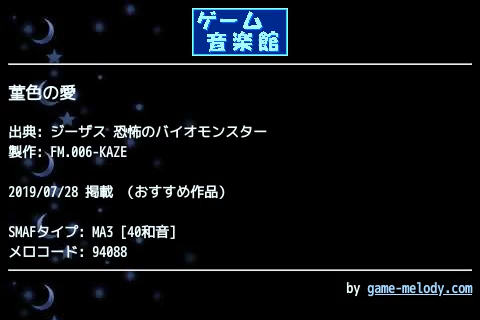 ゲーム
音楽館
菫色の愛
出典: ジーザス 恐怖のバイオモンスター
製作: FM.006-KAZE
2019/07/28 掲載 (おすすめ作品)
SMAFタイプ: MA3 [40和音]
メロコード: 94088
by game-melody.com